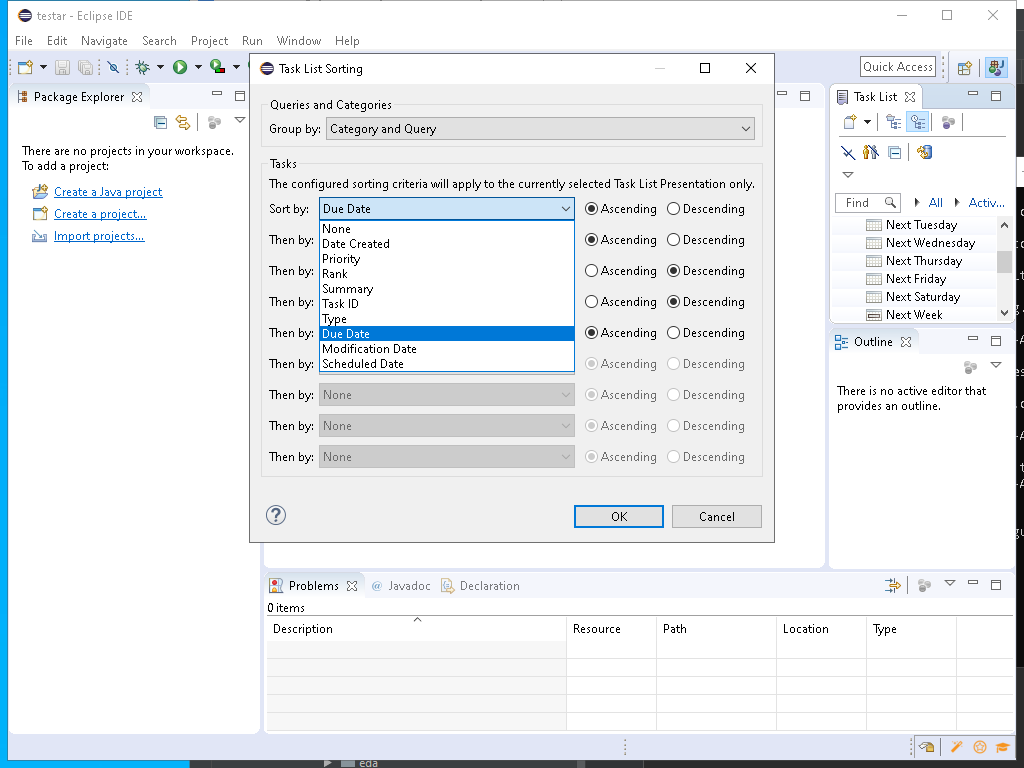 testar - Eclipse IDE
File Edit Navigate Search Project Run Window Help
Quick Access
Package Explorer
There are no projects in your workspace.
To add a project:
Create a Java project
Create a project...
Import projects...
Task List Sorting
Queries and Categories
Group by: Category and Query
Tasks
The configured sorting criteria will apply to the currently selected Task List Presentation only.
Sort by: Due Date Ascending Descending
None
Date Created
Priority
Rank
Summary
Task ID
Type
Due Date
Modification Date
Scheduled Date
Then by: Ascending Descending
Then by: Ascending Descending
Then by: Ascending Descending
Then by: Ascending Descending
Then by: Ascending Descending
Then by: None Ascending Descending
Then by: None Ascending Descending
Then by: None Ascending Descending
OK Cancel
Task List
Find All Activ...
Next Tuesday
Next Wednesday
Next Thursday
Next Friday
Next Saturday
Next Week
Outline
There is no active editor that
provides an outline.
Problems @ Javadoc Declaration
0 items
Description Resource Path Location Type
eda